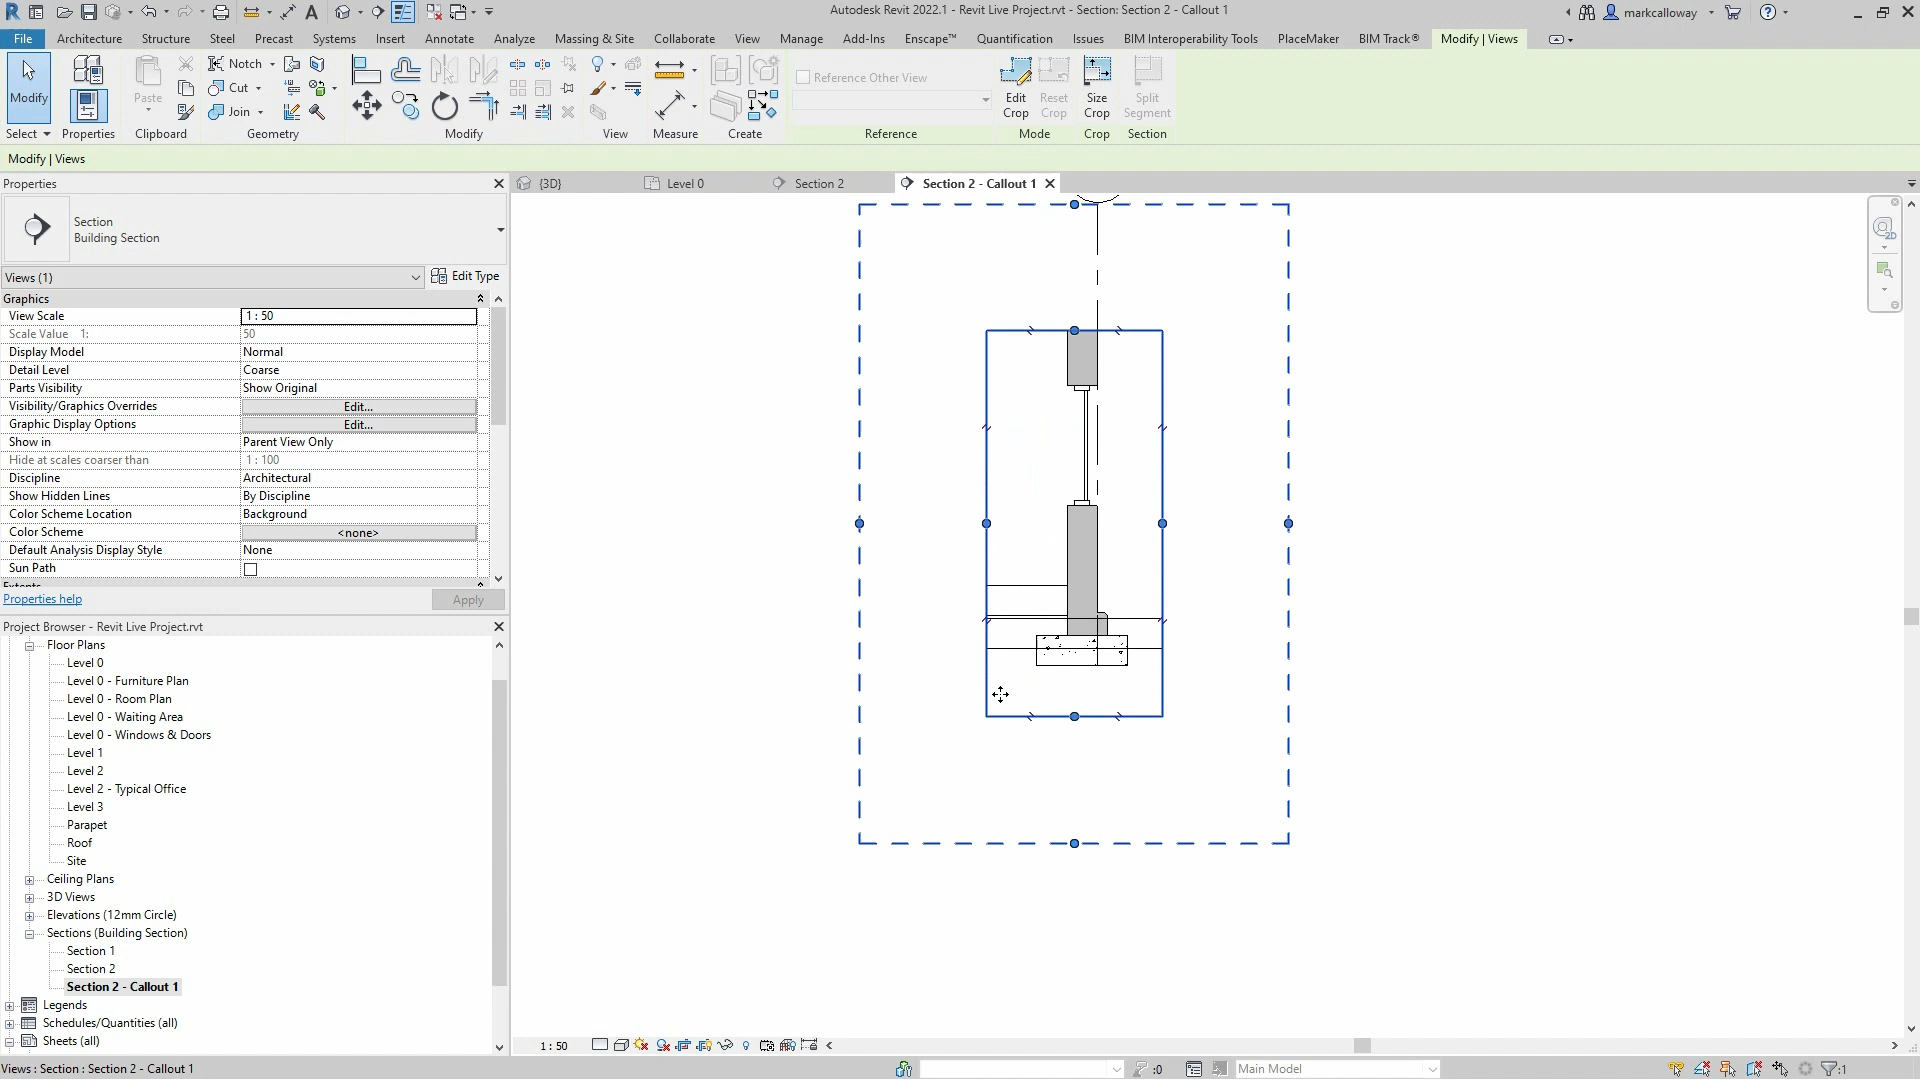 Autodesk Revit 2022.1 - Revit Live Project.rvt - Section: Section 2 - Callout 1
markcalloway
File Architecture Structure Steel Precast Systems Insert Annotate Analyze Massing & Site Collaborate View Manage Add-Ins Enscape™ Quantification Issues BIM Interoperability Tools PlaceMaker BIM Track® Modify | Views
Modify
Paste
Notch
Cut
Join
Reference Other View
Edit Crop
Reset Crop
Size Crop
Split Segment
Select Properties Clipboard Geometry Modify View Measure Create Reference Mode Crop Section
Modify | Views
Properties
{3D} Level 0 Section 2 Section 2 - Callout 1
Section
Building Section
Views (1) Edit Type
Graphics
View Scale 1 : 50
Scale Value 1: 50
Display Model Normal
Detail Level Coarse
Parts Visibility Show Original
Visibility/Graphics Overrides Edit...
Graphic Display Options Edit...
Show in Parent View Only
Hide at scales coarser than 1 : 100
Discipline Architectural
Show Hidden Lines By Discipline
Color Scheme Location Background
Color Scheme <none>
Default Analysis Display Style None
Sun Path
Extents
Properties help Apply
Project Browser - Revit Live Project.rvt
Floor Plans
Level 0
Level 0 - Furniture Plan
Level 0 - Room Plan
Level 0 - Waiting Area
Level 0 - Windows & Doors
Level 1
Level 2
Level 2 - Typical Office
Level 3
Parapet
Roof
Site
Ceiling Plans
3D Views
Elevations (12mm Circle)
Sections (Building Section)
Section 1
Section 2
Section 2 - Callout 1
Legends
Schedules/Quantities (all)
Sheets (all)
2D
1 : 50
Views : Section : Section 2 - Callout 1
:0
Main Model
:1